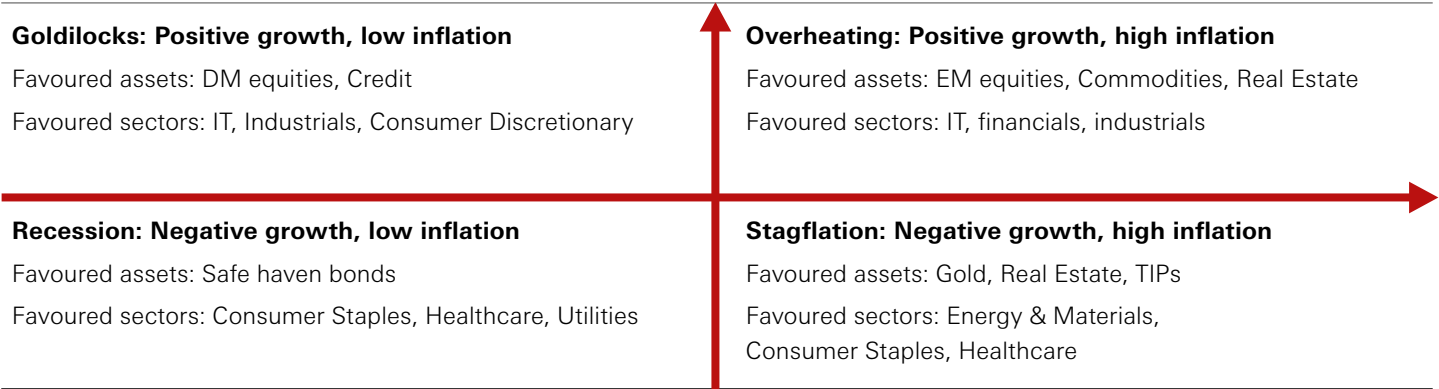 Goldilocks: Positive growth, low inflation
Favoured assets: DM equities, Credit
Favoured sectors: IT, Industrials, Consumer Discretionary
Overheating: Positive growth, high inflation
Favoured assets: EM equities, Commodities, Real Estate
Favoured sectors: IT, financials, industrials
Recession: Negative growth, low inflation
Favoured assets: Safe haven bonds
Favoured sectors: Consumer Staples, Healthcare, Utilities
Stagflation: Negative growth, high inflation
Favoured assets: Gold, Real Estate, TIPs
Favoured sectors: Energy & Materials,
Consumer Staples, Healthcare